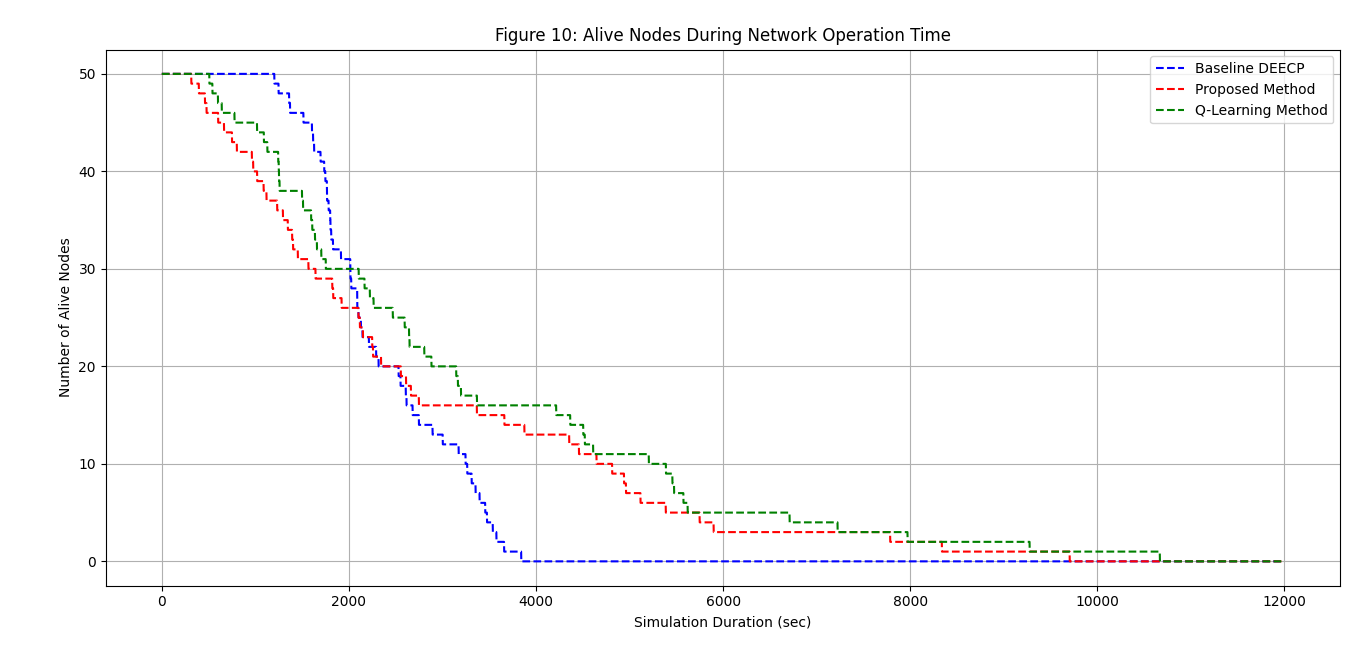 Figure 10: Alive Nodes During Network Operation Time
Baseline DEECP
Proposed Method
Q-Learning Method
Number of Alive Nodes
50
40
30
20
10
0
0 2000 4000 6000 8000 10000 12000
Simulation Duration (sec)